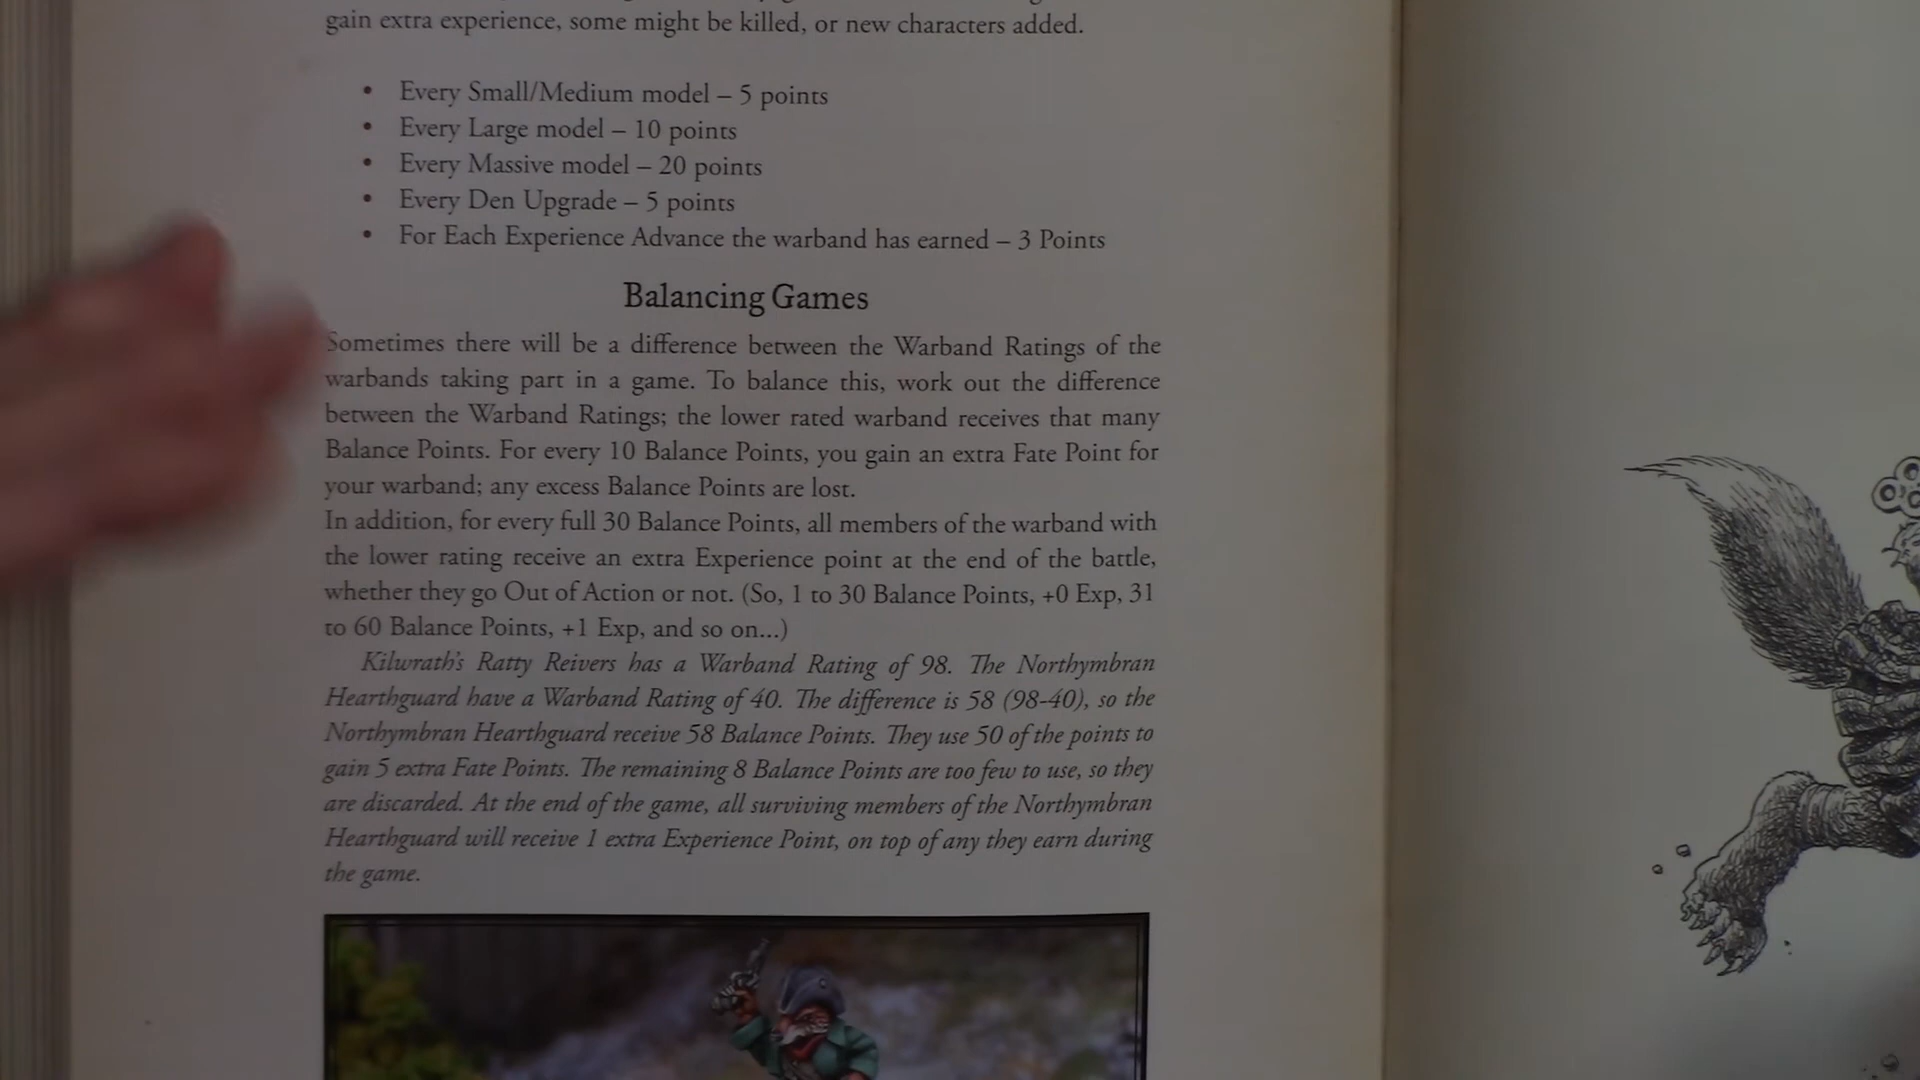 gain extra experience, some might be killed, or new characters added.
• Every Small/Medium model – 5 points
• Every Large model – 10 points
• Every Massive model – 20 points
• Every Den Upgrade – 5 points
• For Each Experience Advance the warband has earned – 3 Points
Balancing Games
Sometimes there will be a difference between the Warband Ratings of the
warbands taking part in a game. To balance this, work out the difference
between the Warband Ratings; the lower rated warband receives that many
Balance Points. For every 10 Balance Points, you gain an extra Fate Point for
your warband; any excess Balance Points are lost.
In addition, for every full 30 Balance Points, all members of the warband with
the lower rating receive an extra Experience point at the end of the battle,
whether they go Out of Action or not. (So, 1 to 30 Balance Points, +0 Exp, 31
to 60 Balance Points, +1 Exp, and so on...)
Kilwrath's Ratty Reivers has a Warband Rating of 98. The Northymbran
Hearthguard have a Warband Rating of 40. The difference is 58 (98-40), so the
Northymbran Hearthguard receive 58 Balance Points. They use 50 of the points to
gain 5 extra Fate Points. The remaining 8 Balance Points are too few to use, so they
are discarded. At the end of the game, all surviving members of the Northymbran
Hearthguard will receive 1 extra Experience Point, on top of any they earn during
the game.